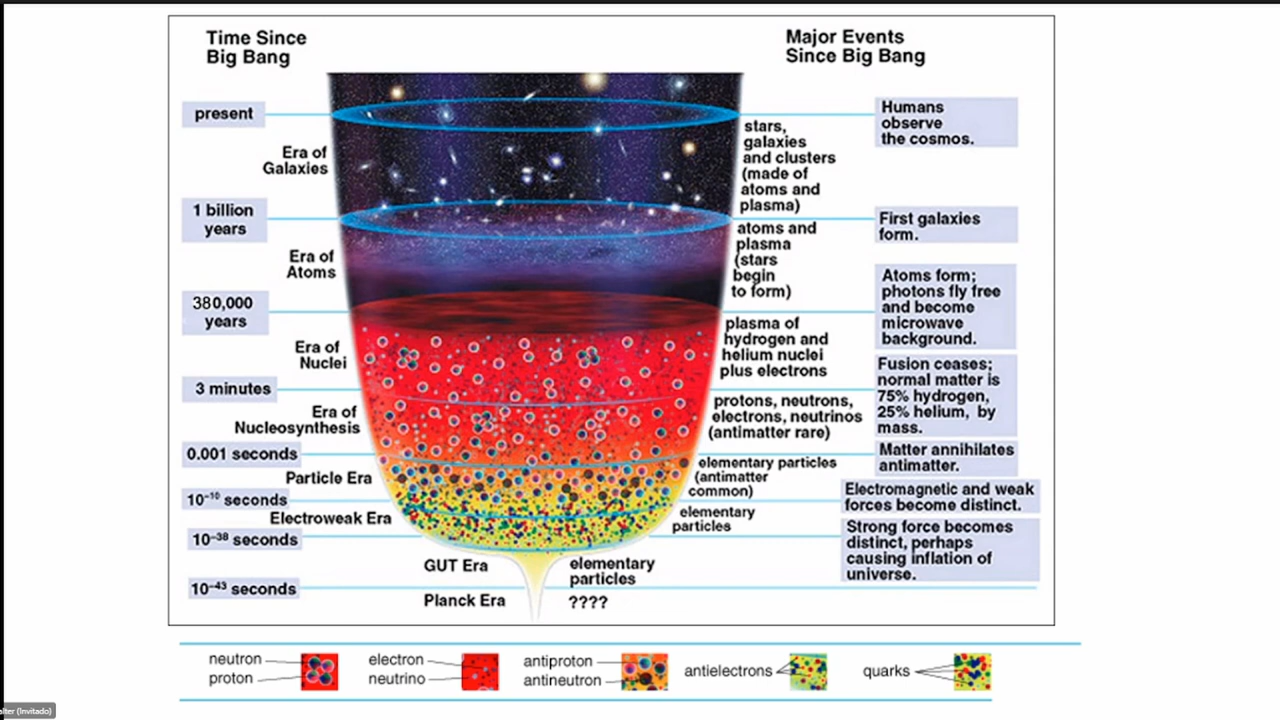 Time Since
Big Bang
Major Events
Since Big Bang
present
Humans
observe
the cosmos.
stars,
galaxies
and clusters
(made of
atoms and
plasma)
Era of
Galaxies
1 billion
years
First galaxies
form.
atoms and
plasma
(stars
begin
to form)
Era of
Atoms
380,000
years
Atoms form;
photons fly free
and become
microwave
background.
plasma of
hydrogen and
helium nuclei
plus electrons
Era of
Nuclei
3 minutes
Fusion ceases;
normal matter is
75% hydrogen,
25% helium, by
mass.
protons, neutrons,
electrons, neutrinos
(antimatter rare)
Era of
Nucleosynthesis
0.001 seconds
Matter annihilates
antimatter.
elementary particles
(antimatter
common)
Particle Era
10⁻¹⁰ seconds
Electromagnetic and weak
forces become distinct.
elementary
particles
Electroweak Era
10⁻³⁸ seconds
Strong force becomes
distinct, perhaps
causing inflation of
universe.
GUT Era
elementary
particles
10⁻⁴³ seconds
Planck Era
????
neutron
proton
electron
neutrino
antiproton
antineutron
antielectrons
quarks
(Invitado)